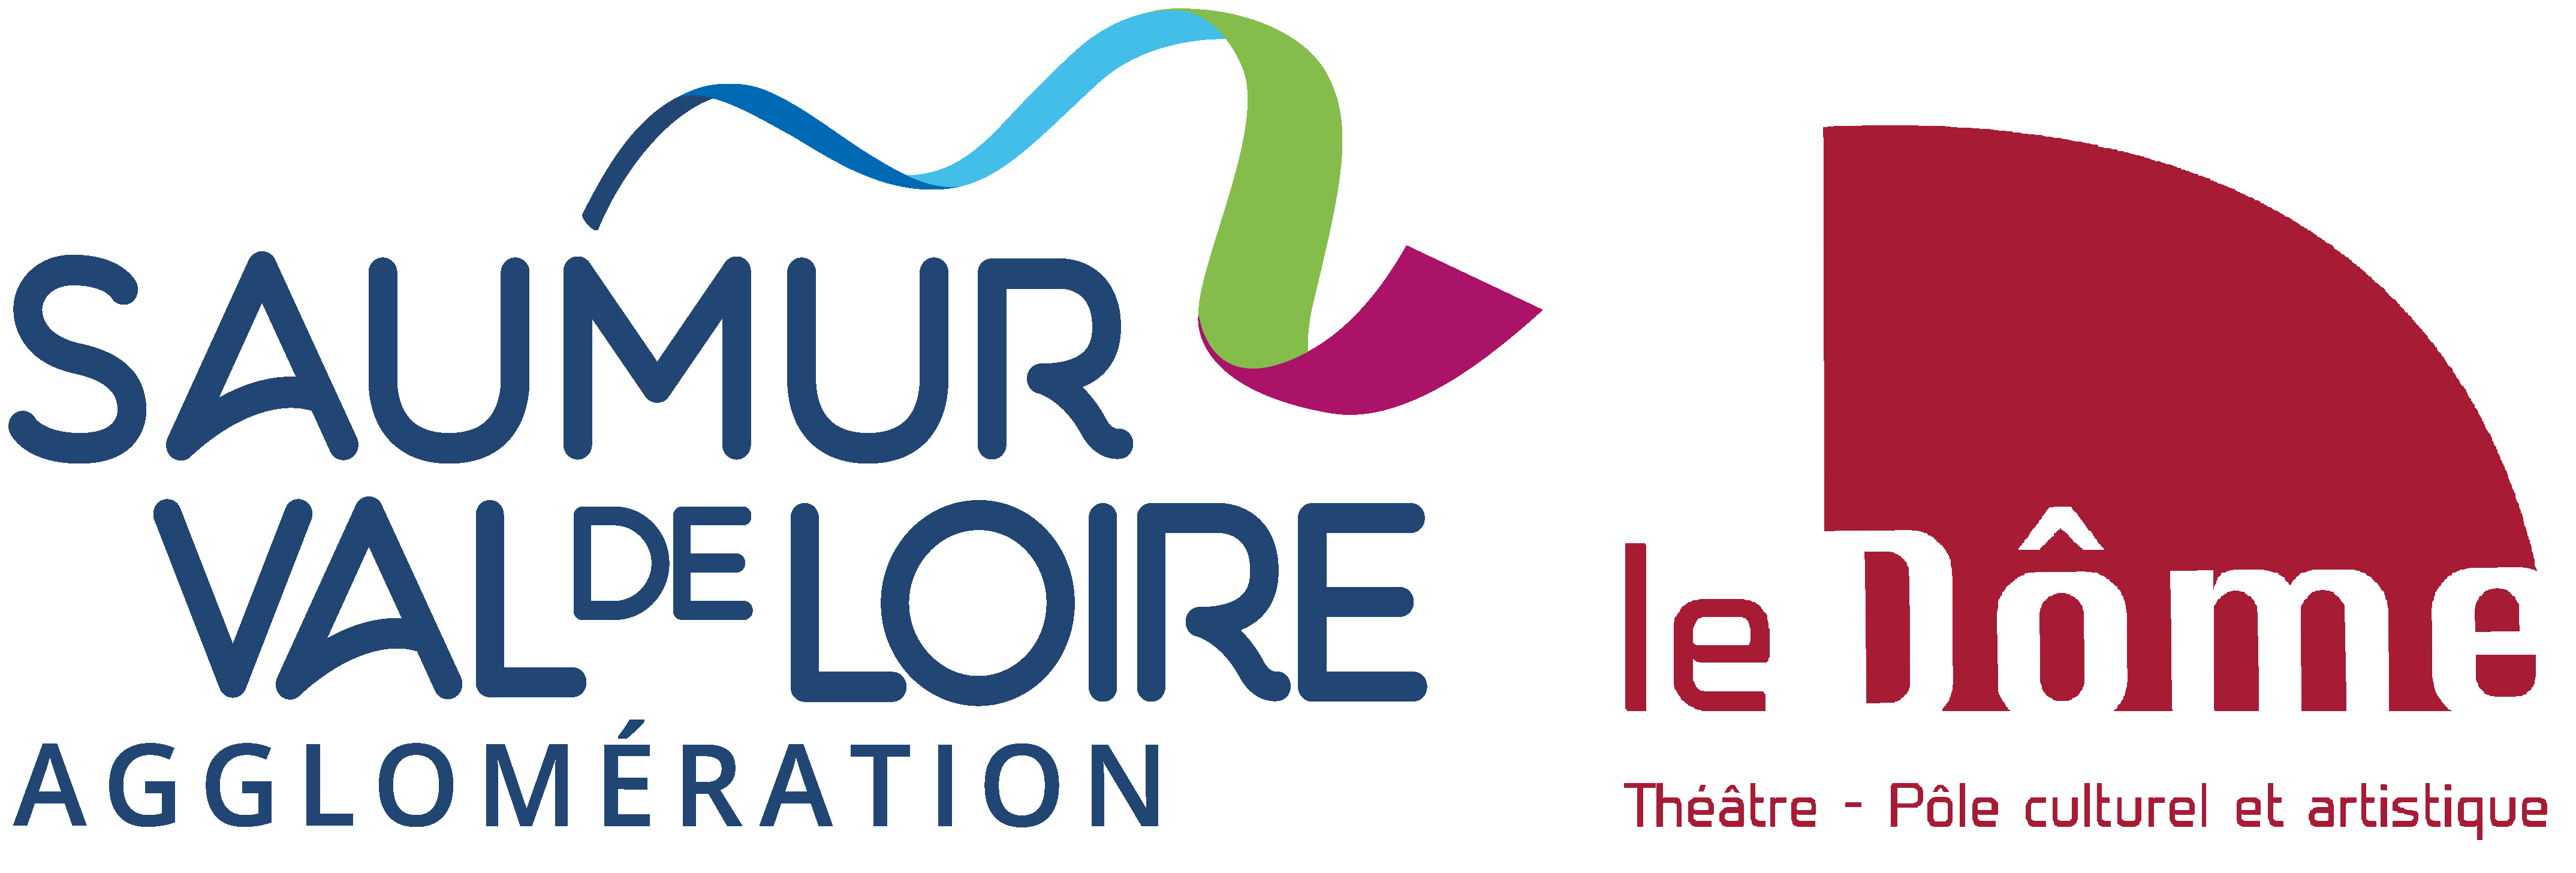 SAUMUR
VAL DE LOIRE
AGGLOMÉRATION
le Dôme
Théâtre - Pôle culturel et artistique